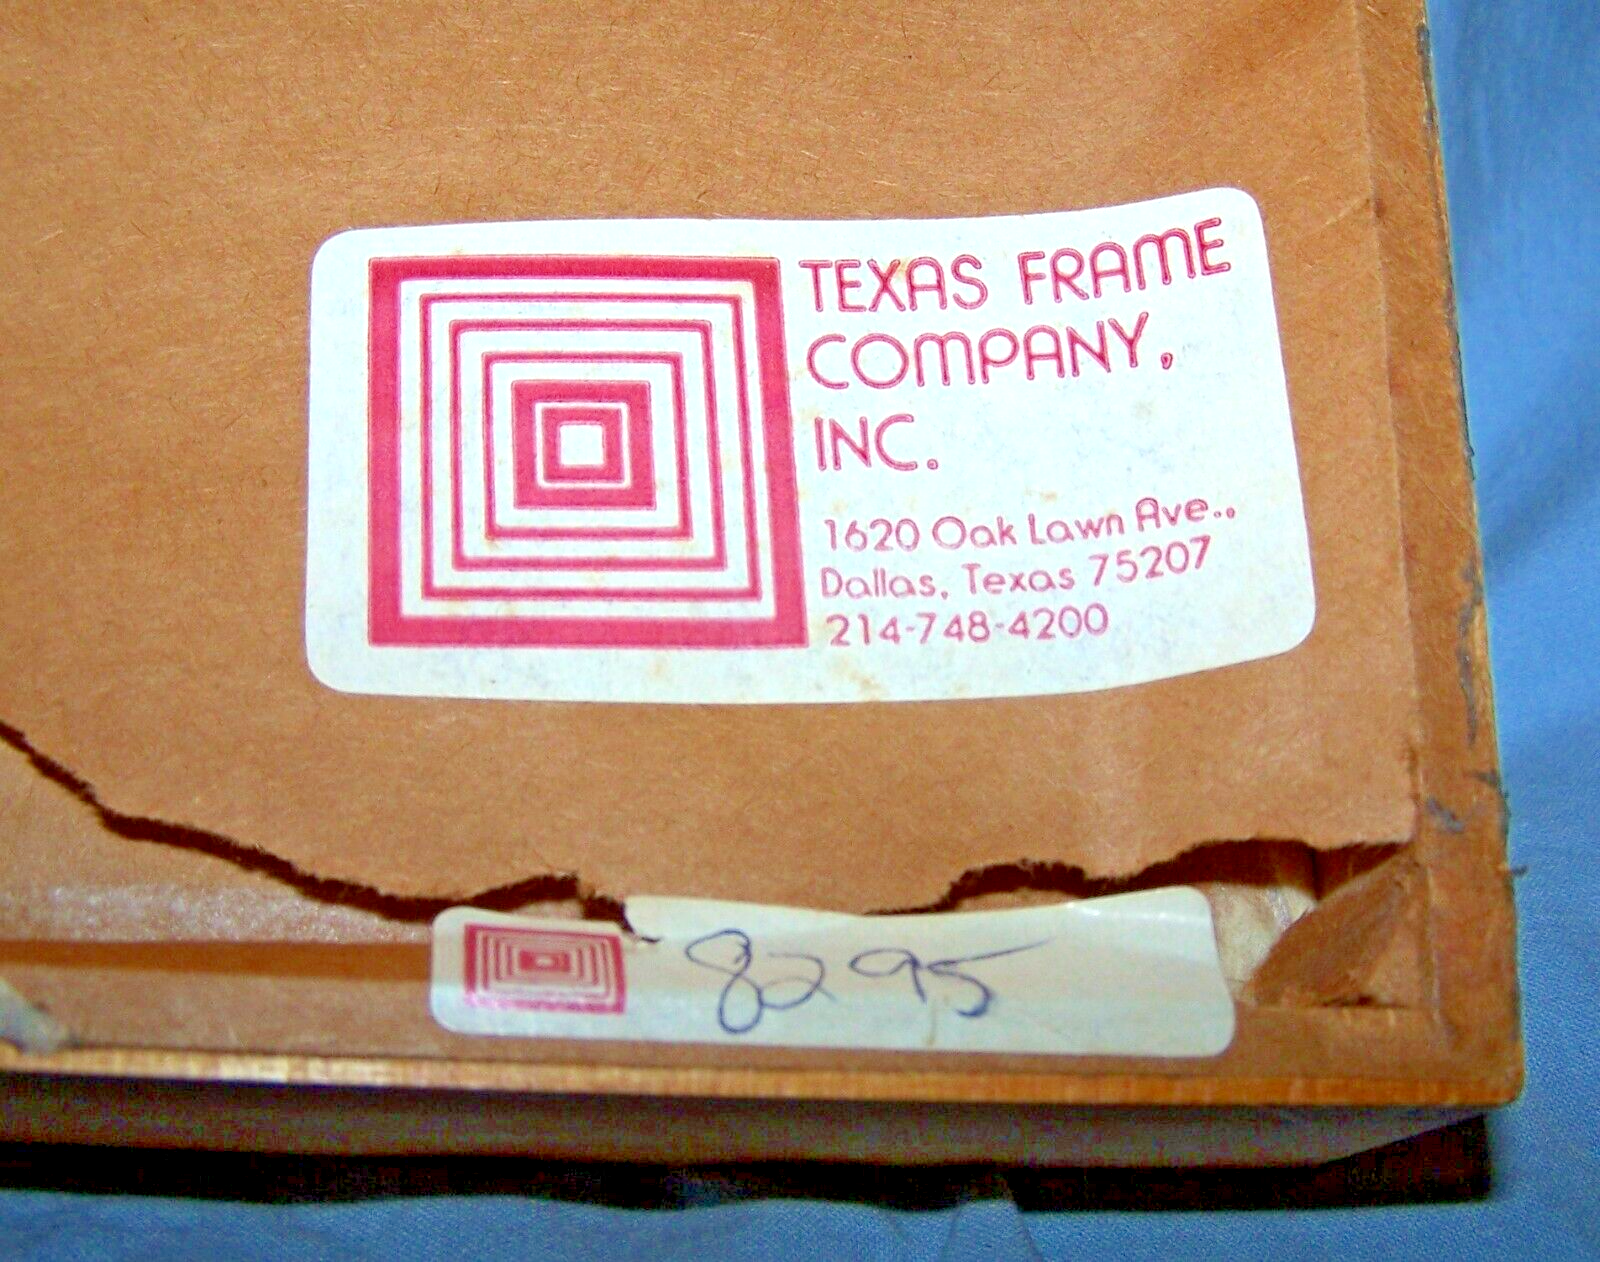 TEXAS FRAME
COMPANY,
INC.
1620 Oak Lawn Ave..
Dallas, Texas 75207
214-748-4200
8295